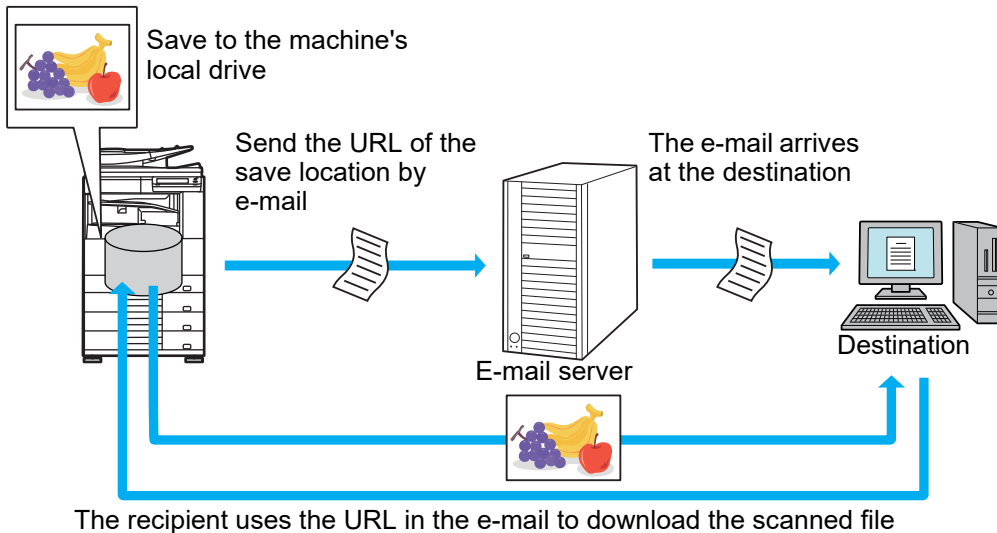 Save to the machine's
local drive
Send the URL of the
save location by
e-mail
The e-mail arrives
at the destination
E-mail server
Destination
The recipient uses the URL in the e-mail to download the scanned file